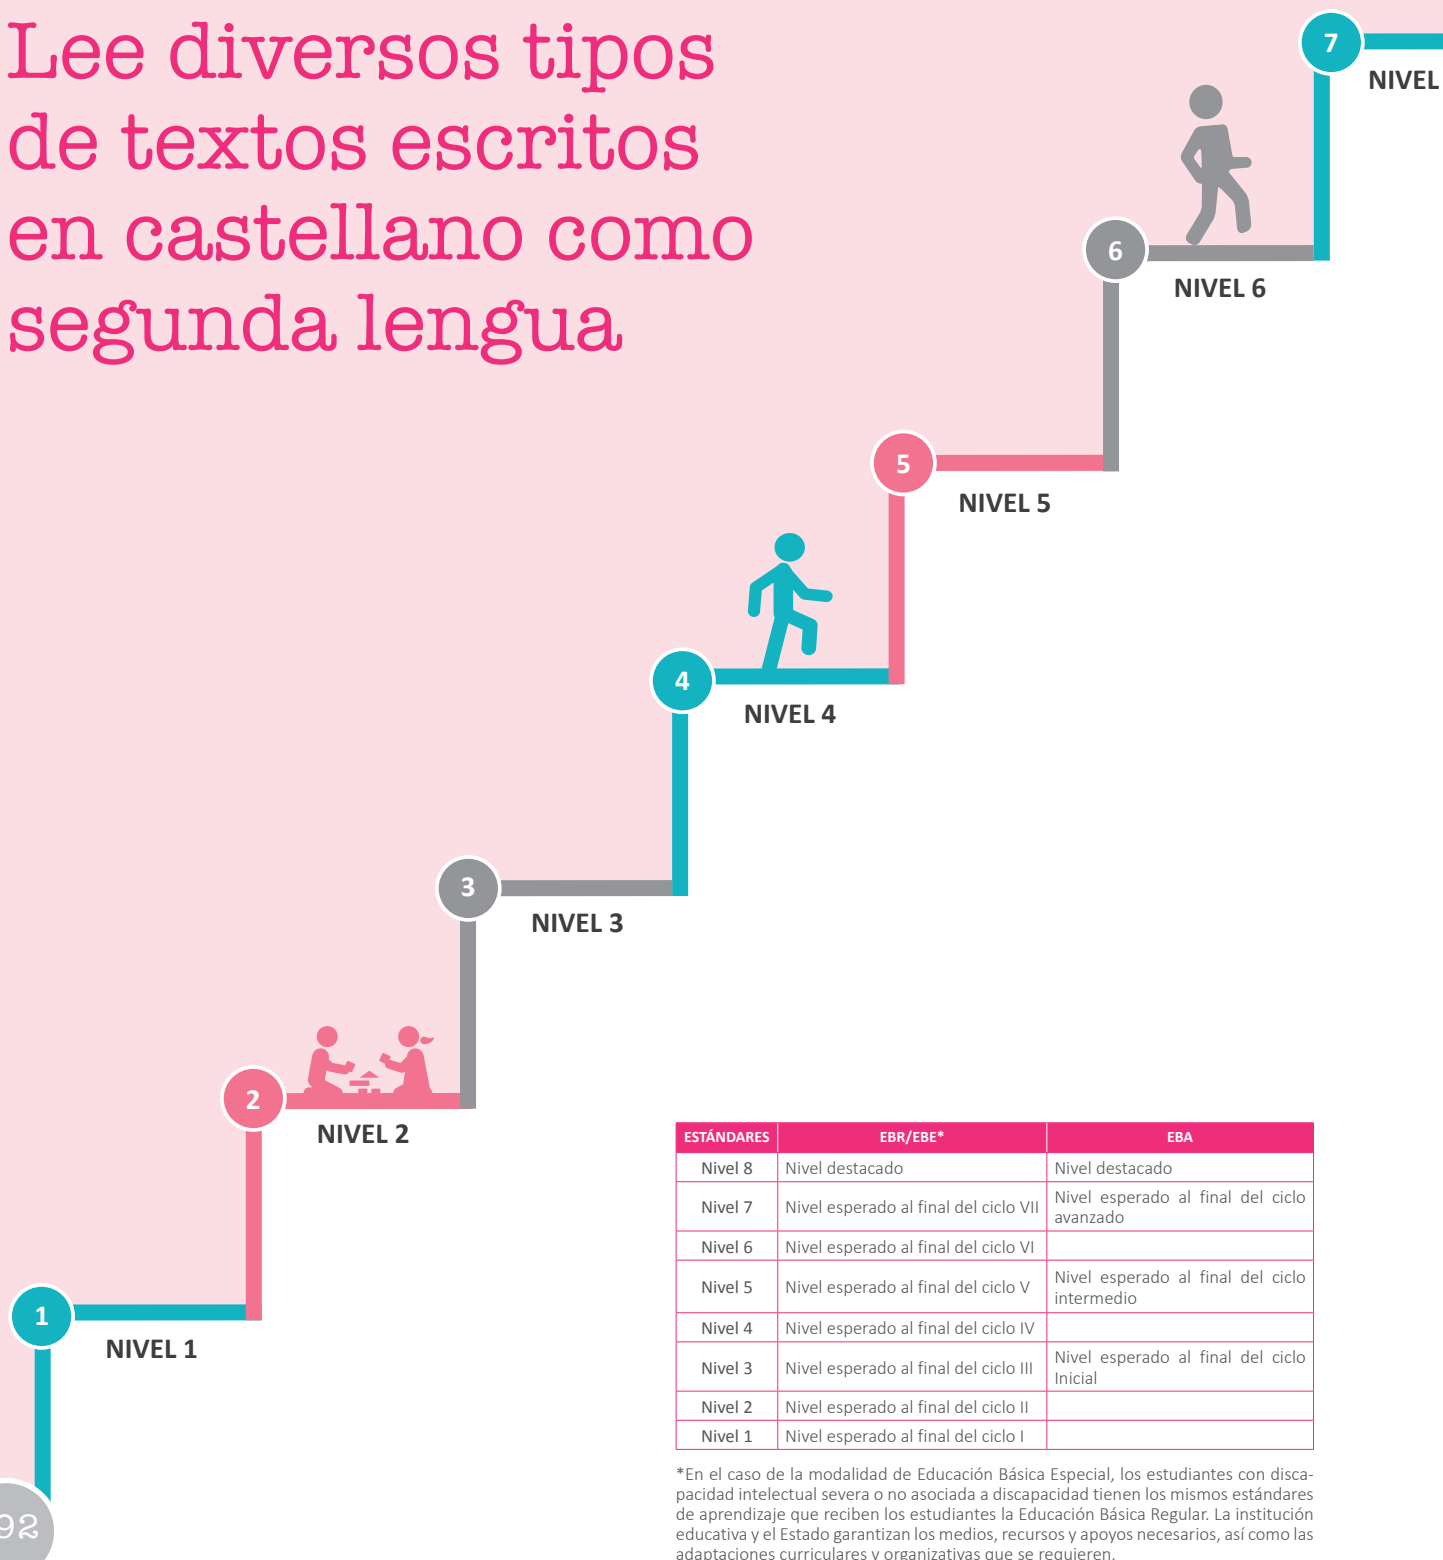 Lee diversos tipos
de textos escritos
en castellano como
segunda lengua
7
NIVEL
6
NIVEL 6
5
NIVEL 5
4
NIVEL 4
3
NIVEL 3
2
NIVEL 2
1
NIVEL 1
ESTÁNDARES EBR/EBE* EBA
Nivel 8 Nivel destacado Nivel destacado
Nivel 7 Nivel esperado al final del ciclo VII Nivel esperado al final del ciclo
avanzado
Nivel 6 Nivel esperado al final del ciclo VI
Nivel 5 Nivel esperado al final del ciclo V Nivel esperado al final del ciclo
intermedio
Nivel 4 Nivel esperado al final del ciclo IV
Nivel 3 Nivel esperado al final del ciclo III Nivel esperado al final del ciclo
Inicial
Nivel 2 Nivel esperado al final del ciclo II
Nivel 1 Nivel esperado al final del ciclo I
*En el caso de la modalidad de Educación Básica Especial, los estudiantes con disca-
pacidad intelectual severa o no asociada a discapacidad tienen los mismos estándares
de aprendizaje que reciben los estudiantes la Educación Básica Regular. La institución
educativa y el Estado garantizan los medios, recursos y apoyos necesarios, así como las
adaptaciones curriculares y organizativas que se requieren.
92